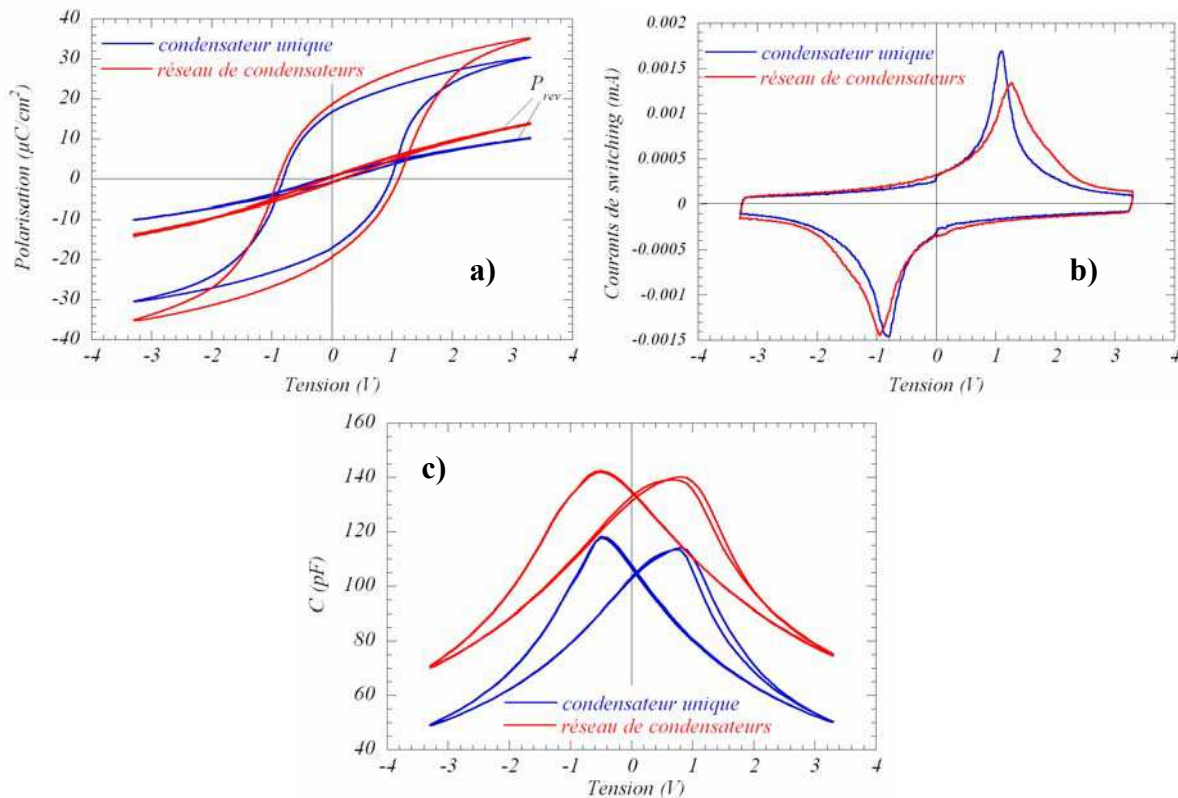 40
30
20
10
0
-10
-20
-30
-40
-4 -3 -2 -1 0 1 2 3 4
Polarisation (µC/cm²)
Tension (V)
condensateur unique
réseau de condensateurs
P rev
a)
0.002
0.0015
0.001
0.0005
0
-0.0005
-0.001
-0.0015
-4 -3 -2 -1 0 1 2 3 4
Courants de switching (mA)
Tension (V)
condensateur unique
réseau de condensateurs
b)
160
140
120
100
80
60
40
-4 -3 -2 -1 0 1 2 3 4
C (pF)
Tension (V)
c)
condensateur unique
réseau de condensateurs